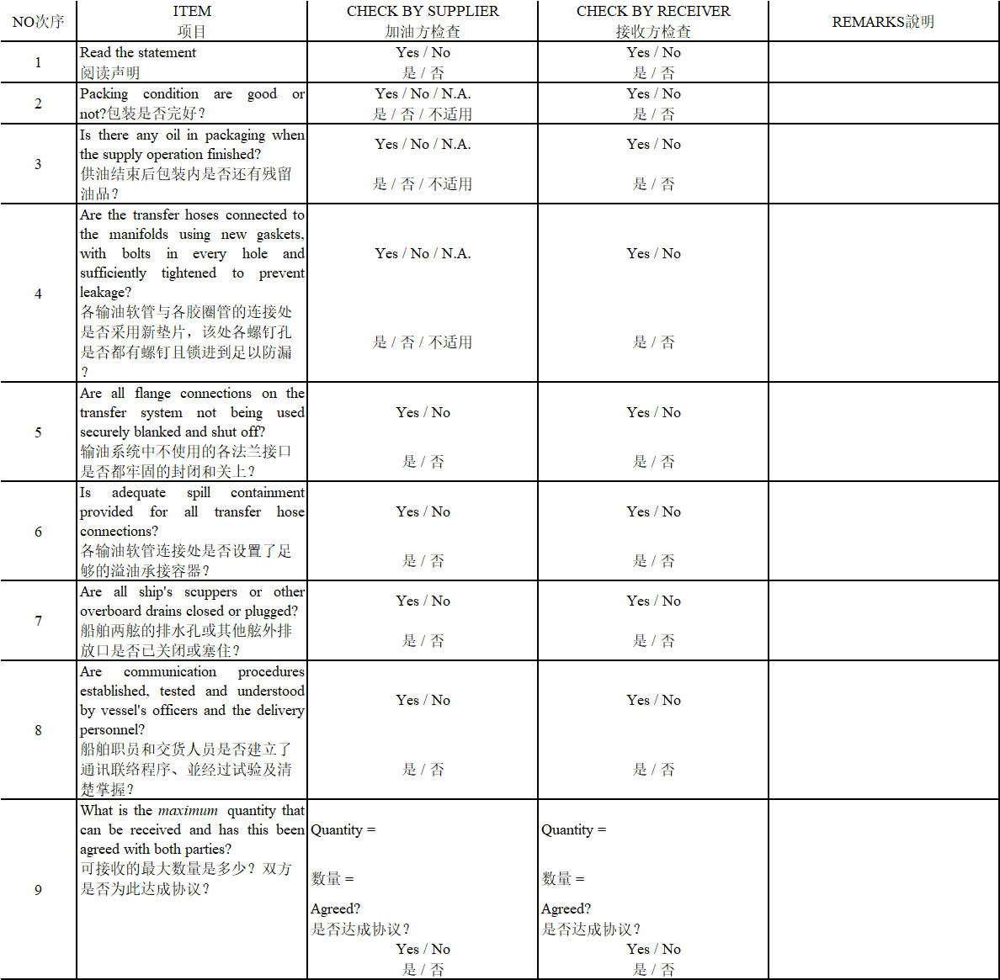 NO次序
ITEM
项目
CHECK BY SUPPLIER
加油方检查
CHECK BY RECEIVER
接收方检查
REMARKS說明
1
Read the statement
阅读声明
Yes / No
是 / 否
Yes / No
是 / 否
2
Packing condition are good or
not?包装是否完好？
Yes / No / N.A.
是 / 否 / 不适用
Yes / No
是 / 否
3
Is there any oil in packaging when
the supply operation finished?
供油结束后包装内是否还有残留
油品？
Yes / No / N.A.
是 / 否 / 不适用
Yes / No
是 / 否
4
Are the transfer hoses connected to
the manifolds using new gaskets,
with bolts in every hole and
sufficiently tightened to prevent
leakage?
各输油软管与各胶圈管的连接处
是否采用新垫片，该处各螺钉孔
是否都有螺钉且锁进到足以防漏
？
Yes / No / N.A.
是 / 否 / 不适用
Yes / No
是 / 否
5
Are all flange connections on the
transfer system not being used
securely blanked and shut off?
输油系统中不使用的各法兰接口
是否都牢固的封闭和关上？
Yes / No
是 / 否
Yes / No
是 / 否
6
Is adequate spill containment
provided for all transfer hose
connections?
各输油软管连接处是否设置了足
够的溢油承接容器？
Yes / No
是 / 否
Yes / No
是 / 否
7
Are all ship's scuppers or other
overboard drains closed or plugged?
船舶两舷的排水孔或其他舷外排
放口是否已关闭或塞住？
Yes / No
是 / 否
Yes / No
是 / 否
8
Are communication procedures
established, tested and understood
by vessel's officers and the delivery
personnel?
船舶职员和交货人员是否建立了
通讯联络程序、並经过试验及清
楚掌握？
Yes / No
是 / 否
Yes / No
是 / 否
9
What is the maximum quantity that
can be received and has this been
agreed with both parties?
可接收的最大数量是多少？双方
是否为此达成协议？
Quantity =
数量 =
Agreed?
是否达成协议？
Yes / No
是 / 否
Quantity =
数量 =
Agreed?
是否达成协议？
Yes / No
是 / 否